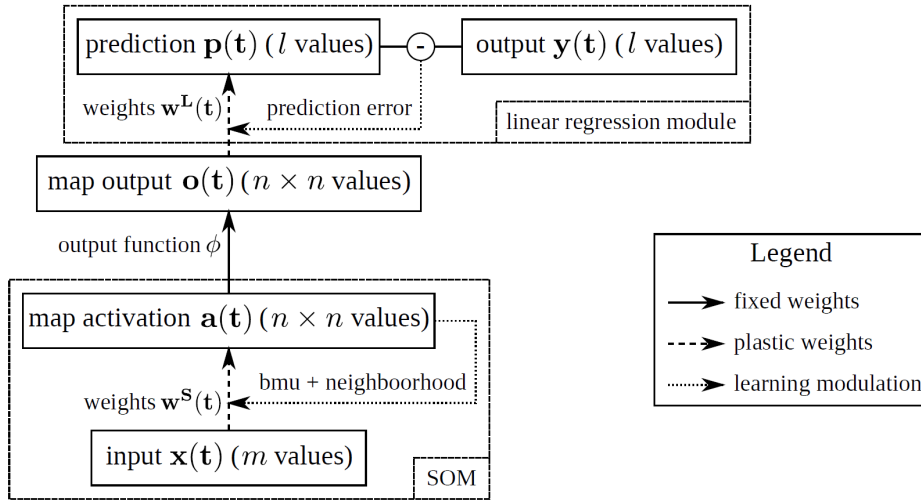 prediction p(t) (l values)
-
output y(t) (l values)
weights w^L(t)
prediction error
linear regression module
map output o(t) (n × n values)
output function ϕ
Legend
fixed weights
plastic weights
learning modulation
map activation a(t) (n × n values)
bmu + neighboorhood
weights w^S(t)
input x(t) (m values)
SOM